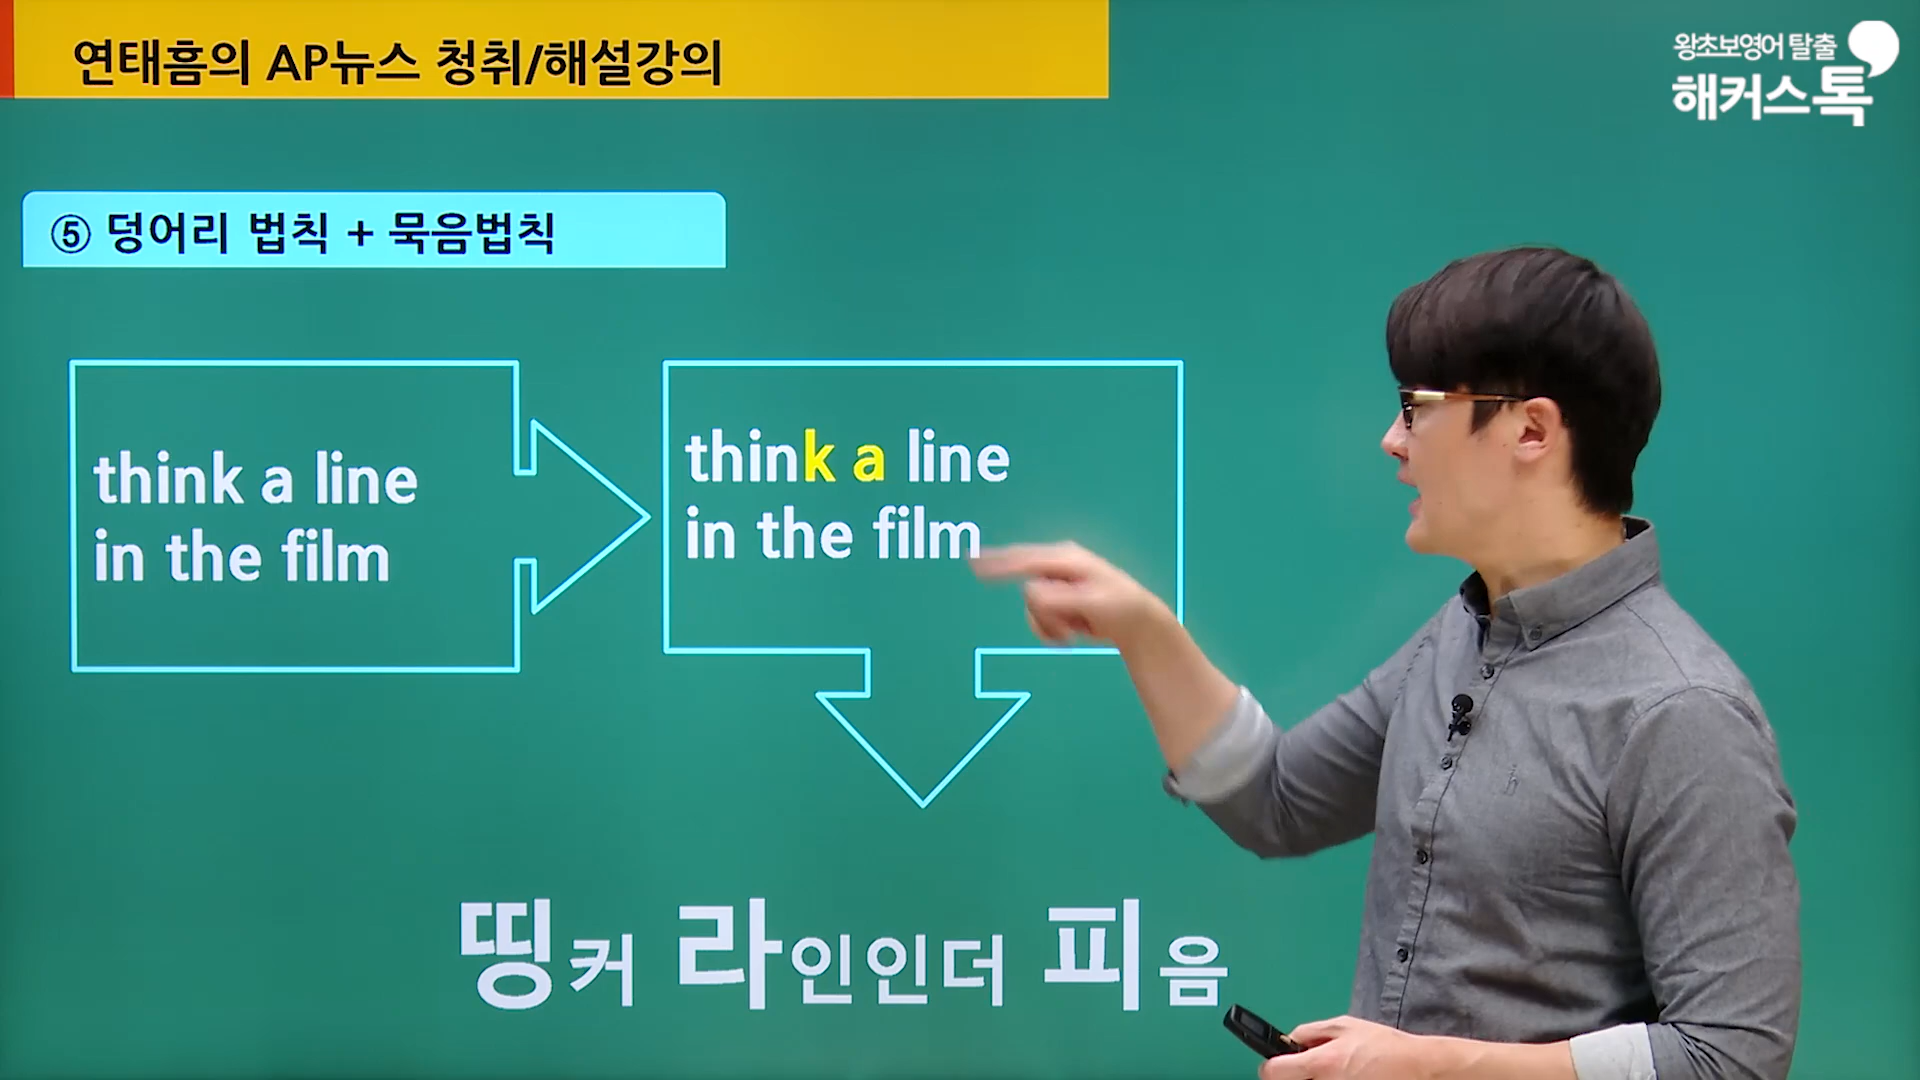 연태흠의 AP뉴스 청취/해설강의
왕초보영어 탈출
해커스톡
⑤ 덩어리 법칙 + 묵음법칙
think a line
in the film
think a line
in the film
띵커 라인인더 피음